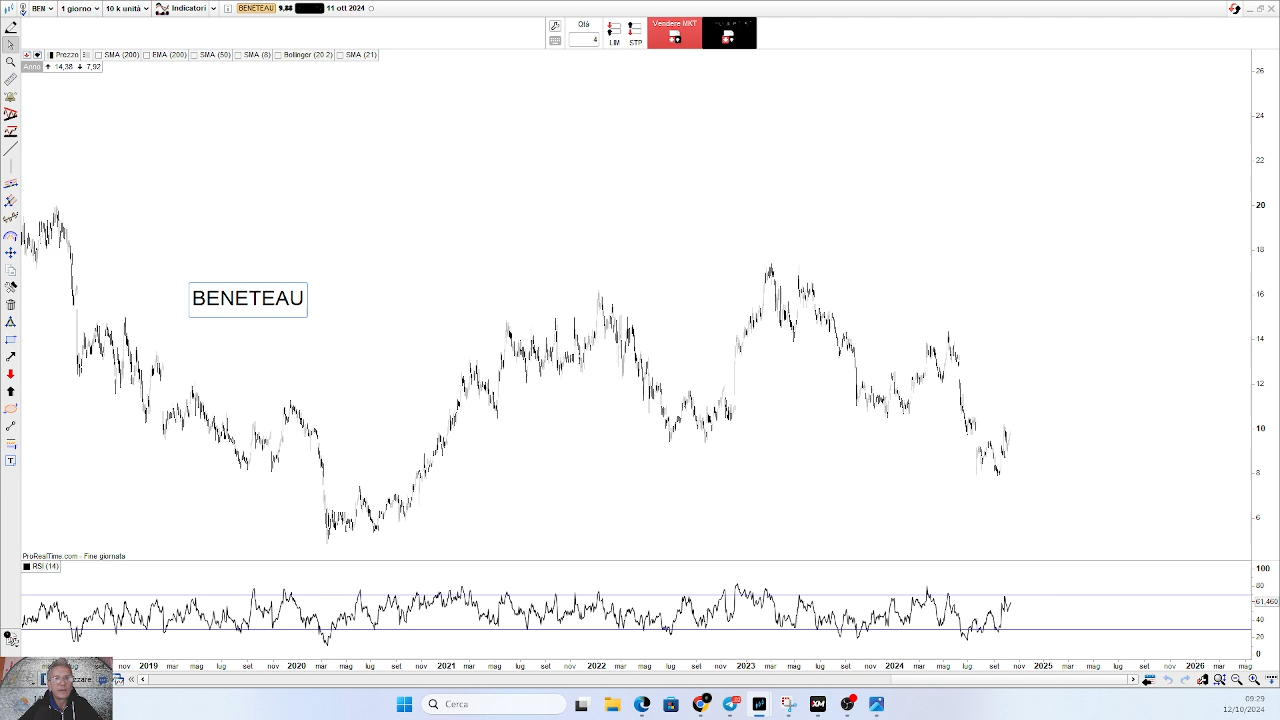 BEN 1 giorno 10 k unità Indicatori BENETEAU 9,88 11 ott 2024
Qtà
4 LIM STP Vendere MKT
Prezzo SMA (200) EMA (200) SMA (50) SMA (8) Bollinger (20 2) SMA (21)
Anno 14,38 7,92
26
24
22
20
18
16
BENETEAU
14
12
10
8
6
ProRealTime.com - Fine giornata
RSI (14)
100
80
61,460
40
20
0
nov 2019 mar mag lug set nov 2020 mar mag lug set nov 2021 mar mag lug set nov 2022 mar mag lug set nov 2023 mar mag lug set nov 2024 mar mag lug set nov 2025 mar mag lug set nov 2026 mar mag
Cerca
XM
09:29
12/10/2024